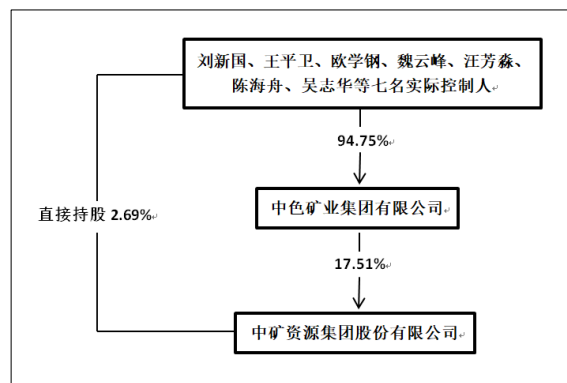 刘新国、王平卫、欧学钢、魏云峰、汪芳淼、
陈海舟、吴志华等七名实际控制人
94.75%
中色矿业集团有限公司
直接持股 2.69%
17.51%
中矿资源集团股份有限公司